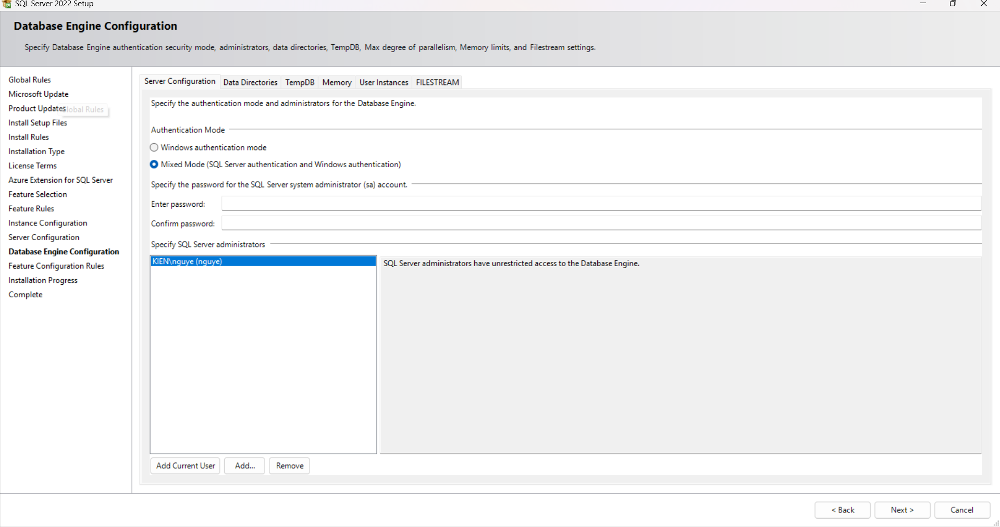 SQL Server 2022 Setup
Database Engine Configuration
Specify Database Engine authentication security mode, administrators, data directories, TempDB, Max degree of parallelism, Memory limits, and Filestream settings.
Global Rules
Microsoft Update
Product Updates
Global Rules
Install Setup Files
Install Rules
Installation Type
License Terms
Azure Extension for SQL Server
Feature Selection
Feature Rules
Instance Configuration
Server Configuration
Database Engine Configuration
Feature Configuration Rules
Installation Progress
Complete
Server Configuration Data Directories TempDB Memory User Instances FILESTREAM
Specify the authentication mode and administrators for the Database Engine.
Authentication Mode
Windows authentication mode
Mixed Mode (SQL Server authentication and Windows authentication)
Specify the password for the SQL Server system administrator (sa) account.
Enter password:
Confirm password:
Specify SQL Server administrators
KIEN\nguye (nguye)
SQL Server administrators have unrestricted access to the Database Engine.
Add Current User Add... Remove
< Back Next > Cancel